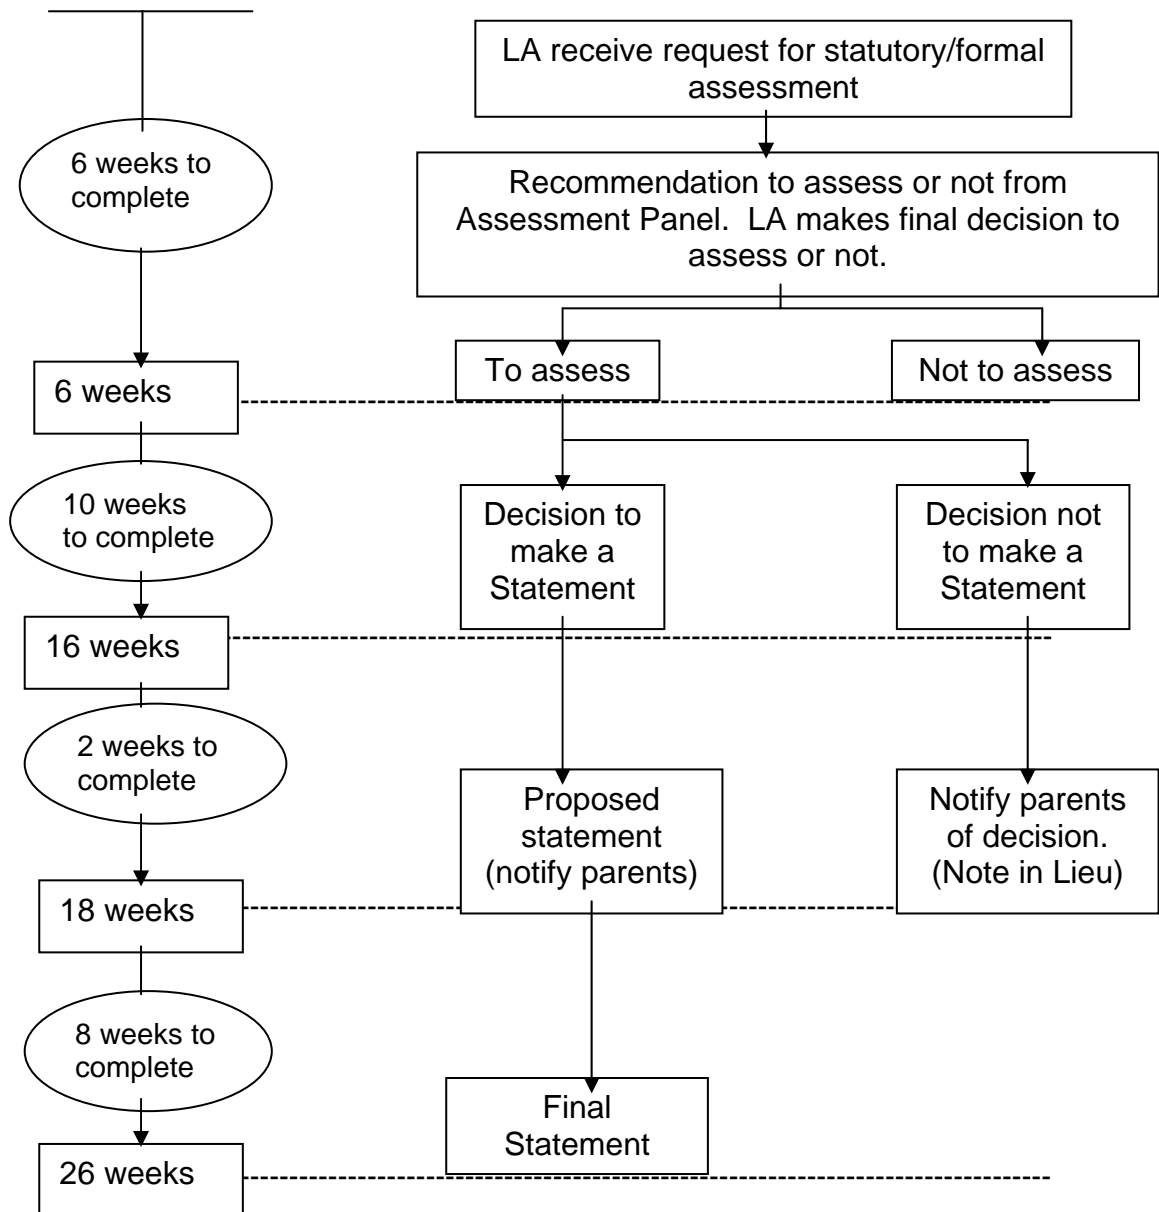 LA receive request for statutory/formal
assessment
6 weeks to
complete
Recommendation to assess or not from
Assessment Panel.  LA makes final decision to
assess or not.
6 weeks
To assess
Not to assess
10 weeks
to complete
Decision to
make a
Statement
Decision not
to make a
Statement
16 weeks
2 weeks to
complete
Proposed
statement
(notify parents)
Notify parents
of decision.
(Note in Lieu)
18 weeks
8 weeks to
complete
Final
Statement
26 weeks